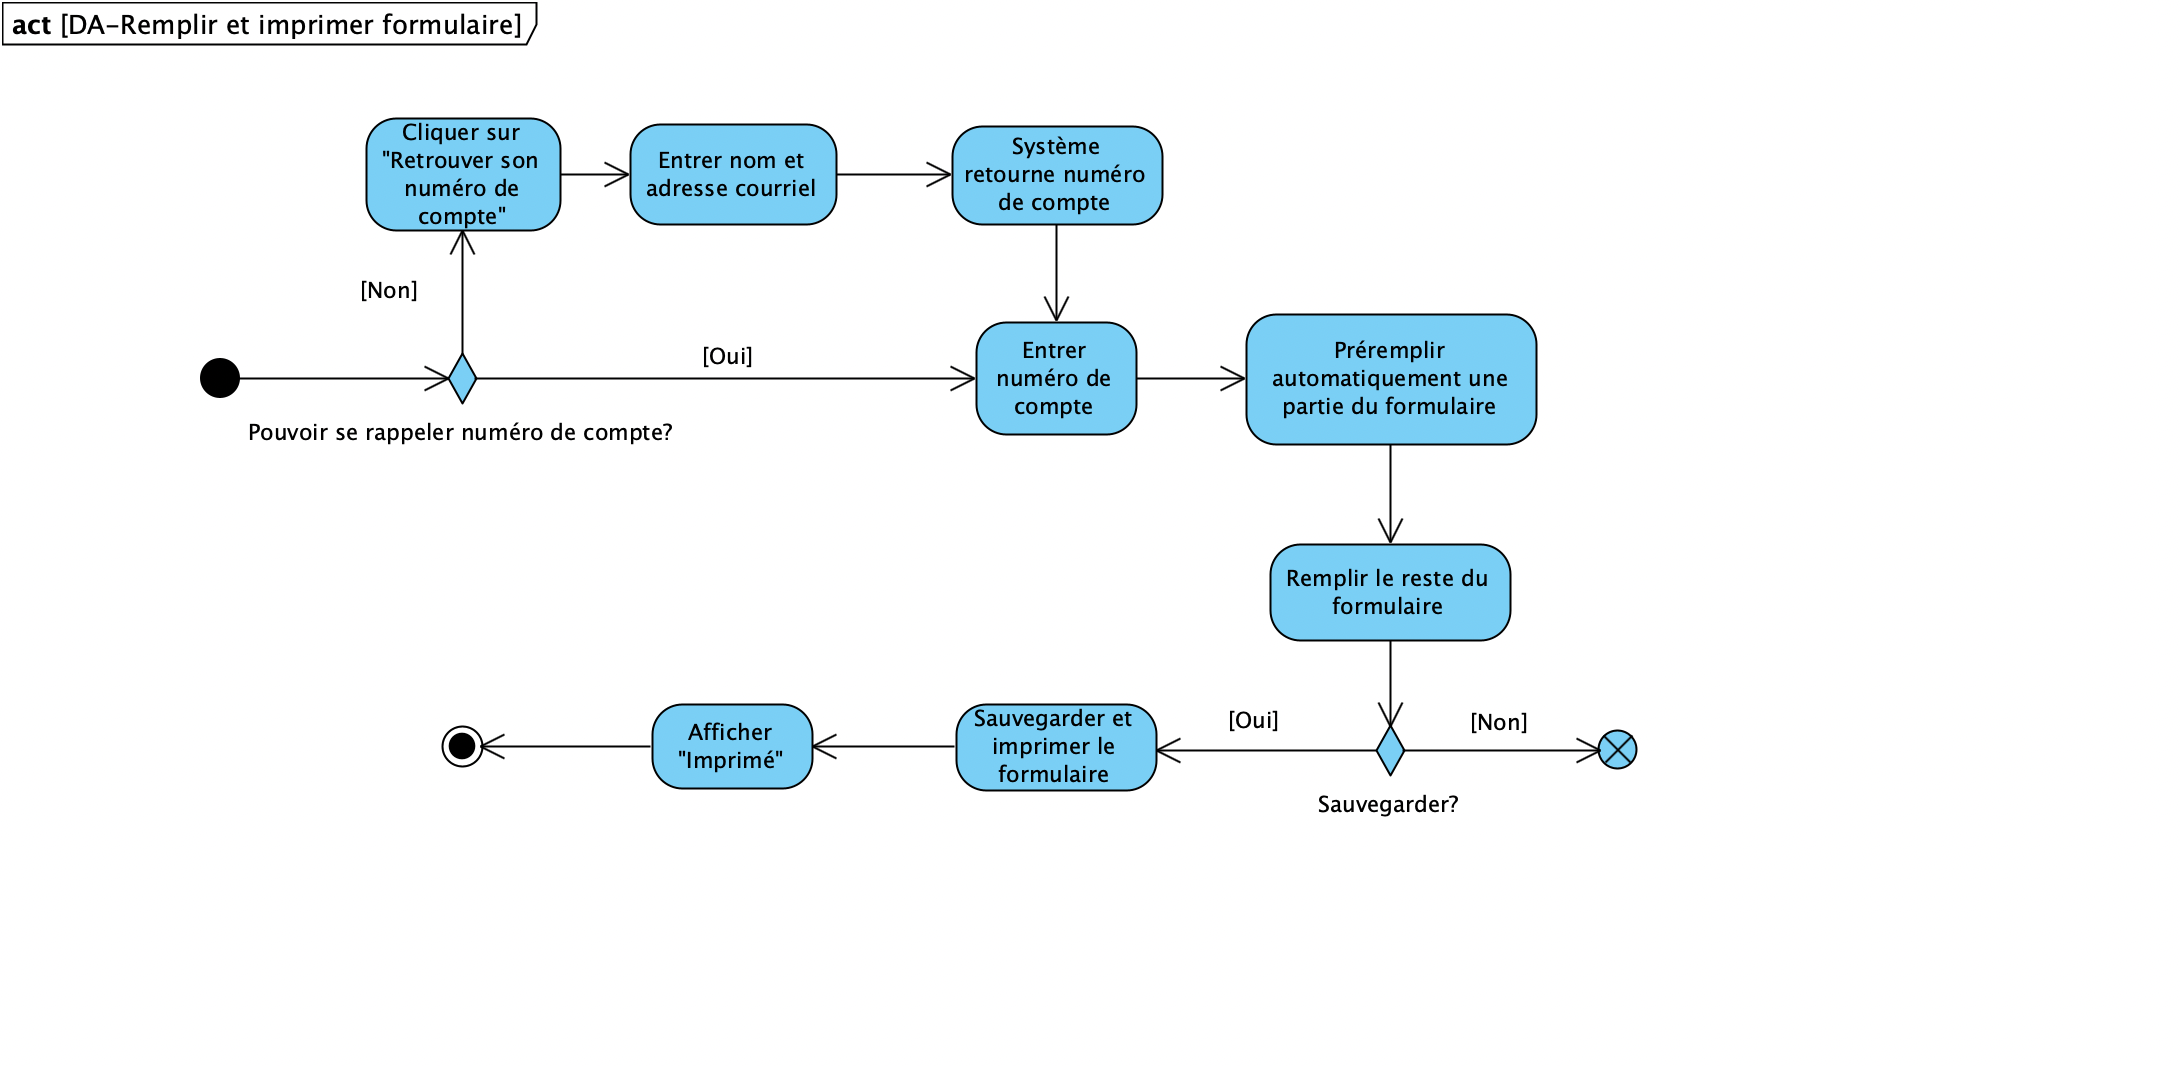 act [DA-Remplir et imprimer formulaire]
Cliquer sur
"Retrouver son
numéro de
compte"
Entrer nom et
adresse courriel
Système
retourne numéro
de compte
[Non]
[Oui]
Pouvoir se rappeler numéro de compte?
Entrer
numéro de
compte
Préremplir
automatiquement une
partie du formulaire
Remplir le reste du
formulaire
Afficher
"Imprimé"
Sauvegarder et
imprimer le
formulaire
[Oui]
[Non]
Sauvegarder?